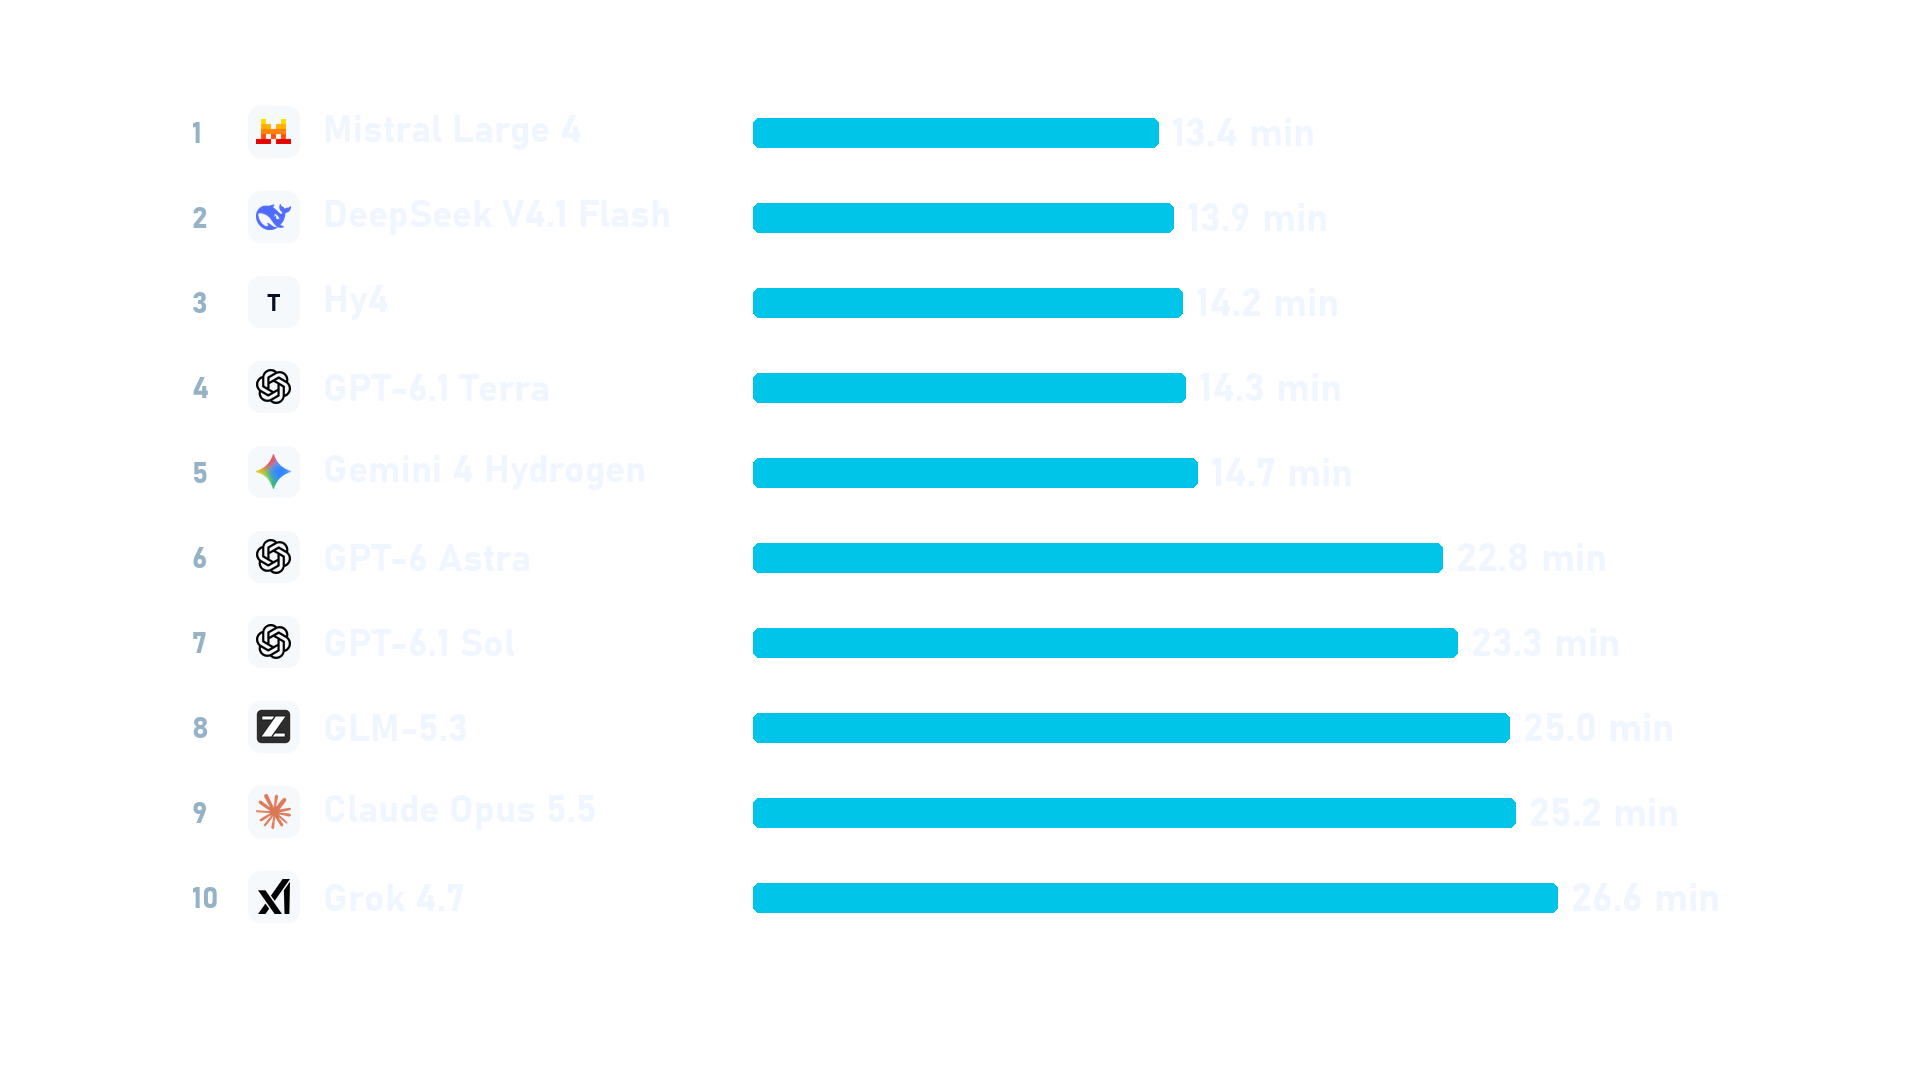 1 T Mistral Large 4 13.4 min
2 DeepSeek V4.1 Flash 13.9 min
3 T Hy4 14.2 min
4 GPT-6.1 Terra 14.3 min
5 Gemini 4 Hydrogen 14.7 min
6 GPT-6 Astra 22.8 min
7 GPT-6.1 Sol 23.3 min
8 Z GLM-5.3 25.0 min
9 Claude Opus 5.5 25.2 min
10 xI Grok 4.7 26.6 min